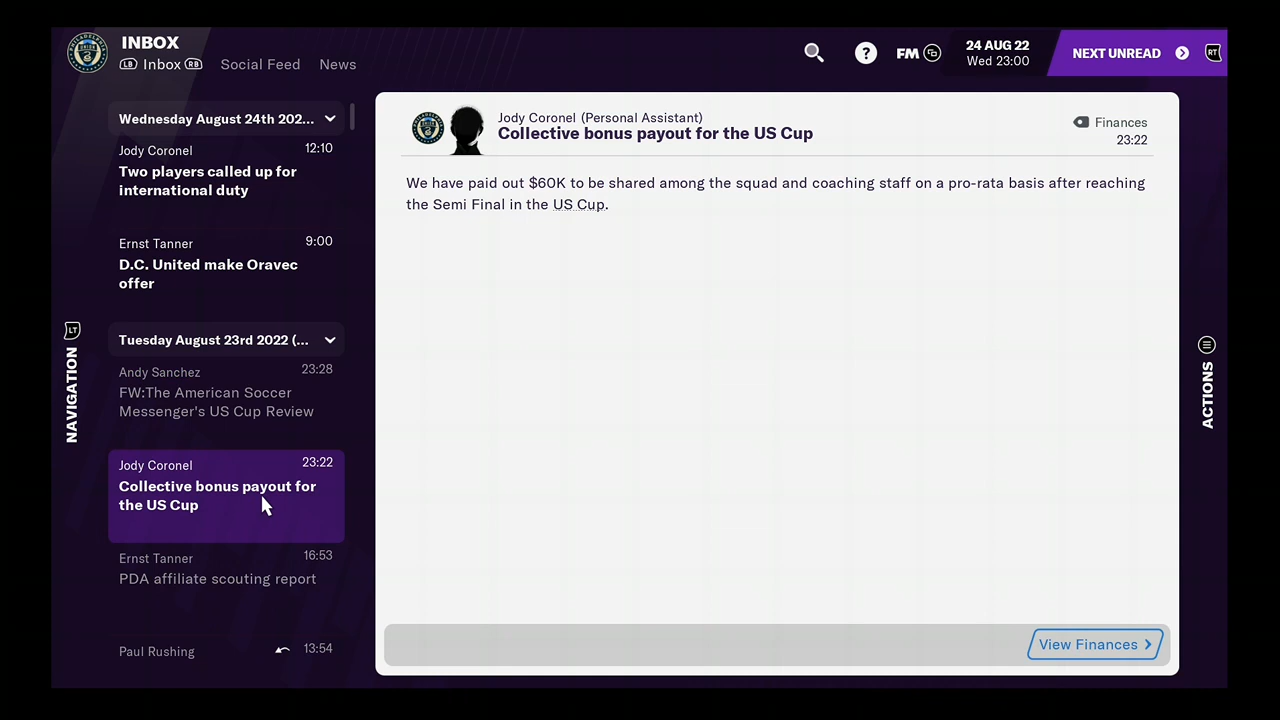 INBOX
LB Inbox RB Social Feed News
? FM
24 AUG 22
Wed 23:00
NEXT UNREAD RT
Wednesday August 24th 202...
Jody Coronel 12:10
Two players called up for
international duty
Ernst Tanner 9:00
D.C. United make Oravec
offer
Tuesday August 23rd 2022 (...
Andy Sanchez 23:28
FW:The American Soccer
Messenger's US Cup Review
Jody Coronel 23:22
Collective bonus payout for
the US Cup
Ernst Tanner 16:53
PDA affiliate scouting report
Paul Rushing 13:54
LT
NAVIGATION
Jody Coronel (Personal Assistant)
Collective bonus payout for the US Cup
Finances
23:22
We have paid out $60K to be shared among the squad and coaching staff on a pro-rata basis after reaching
the Semi Final in the US Cup.
View Finances
ACTIONS